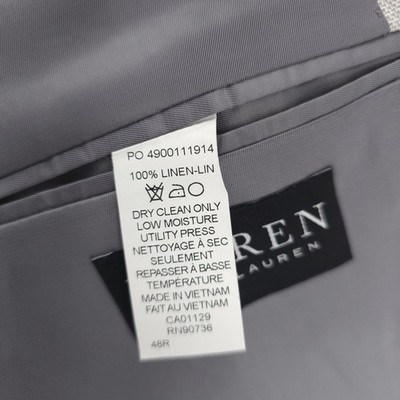 PO 4900111914
100% LINEN-LIN
DRY CLEAN ONLY
LOW MOISTURE
UTILITY PRESS
NETTOYAGE À SEC
SEULEMENT
REPASSER À BASSE
TEMPÉRATURE
MADE IN VIETNAM
FAIT AU VIETNAM
CA01129
RN90736
46R
REN
LAUREN